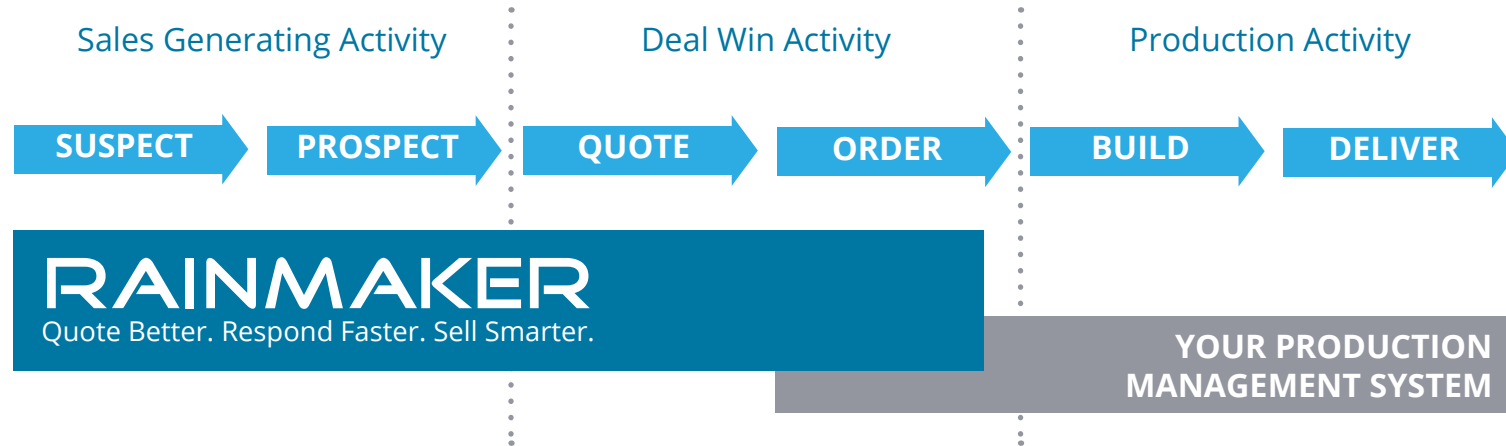 Sales Generating Activity
Deal Win Activity
Production Activity
SUSPECT
PROSPECT
QUOTE
ORDER
BUILD
DELIVER
RAINMAKER
Quote Better. Respond Faster. Sell Smarter.
YOUR PRODUCTION
MANAGEMENT SYSTEM